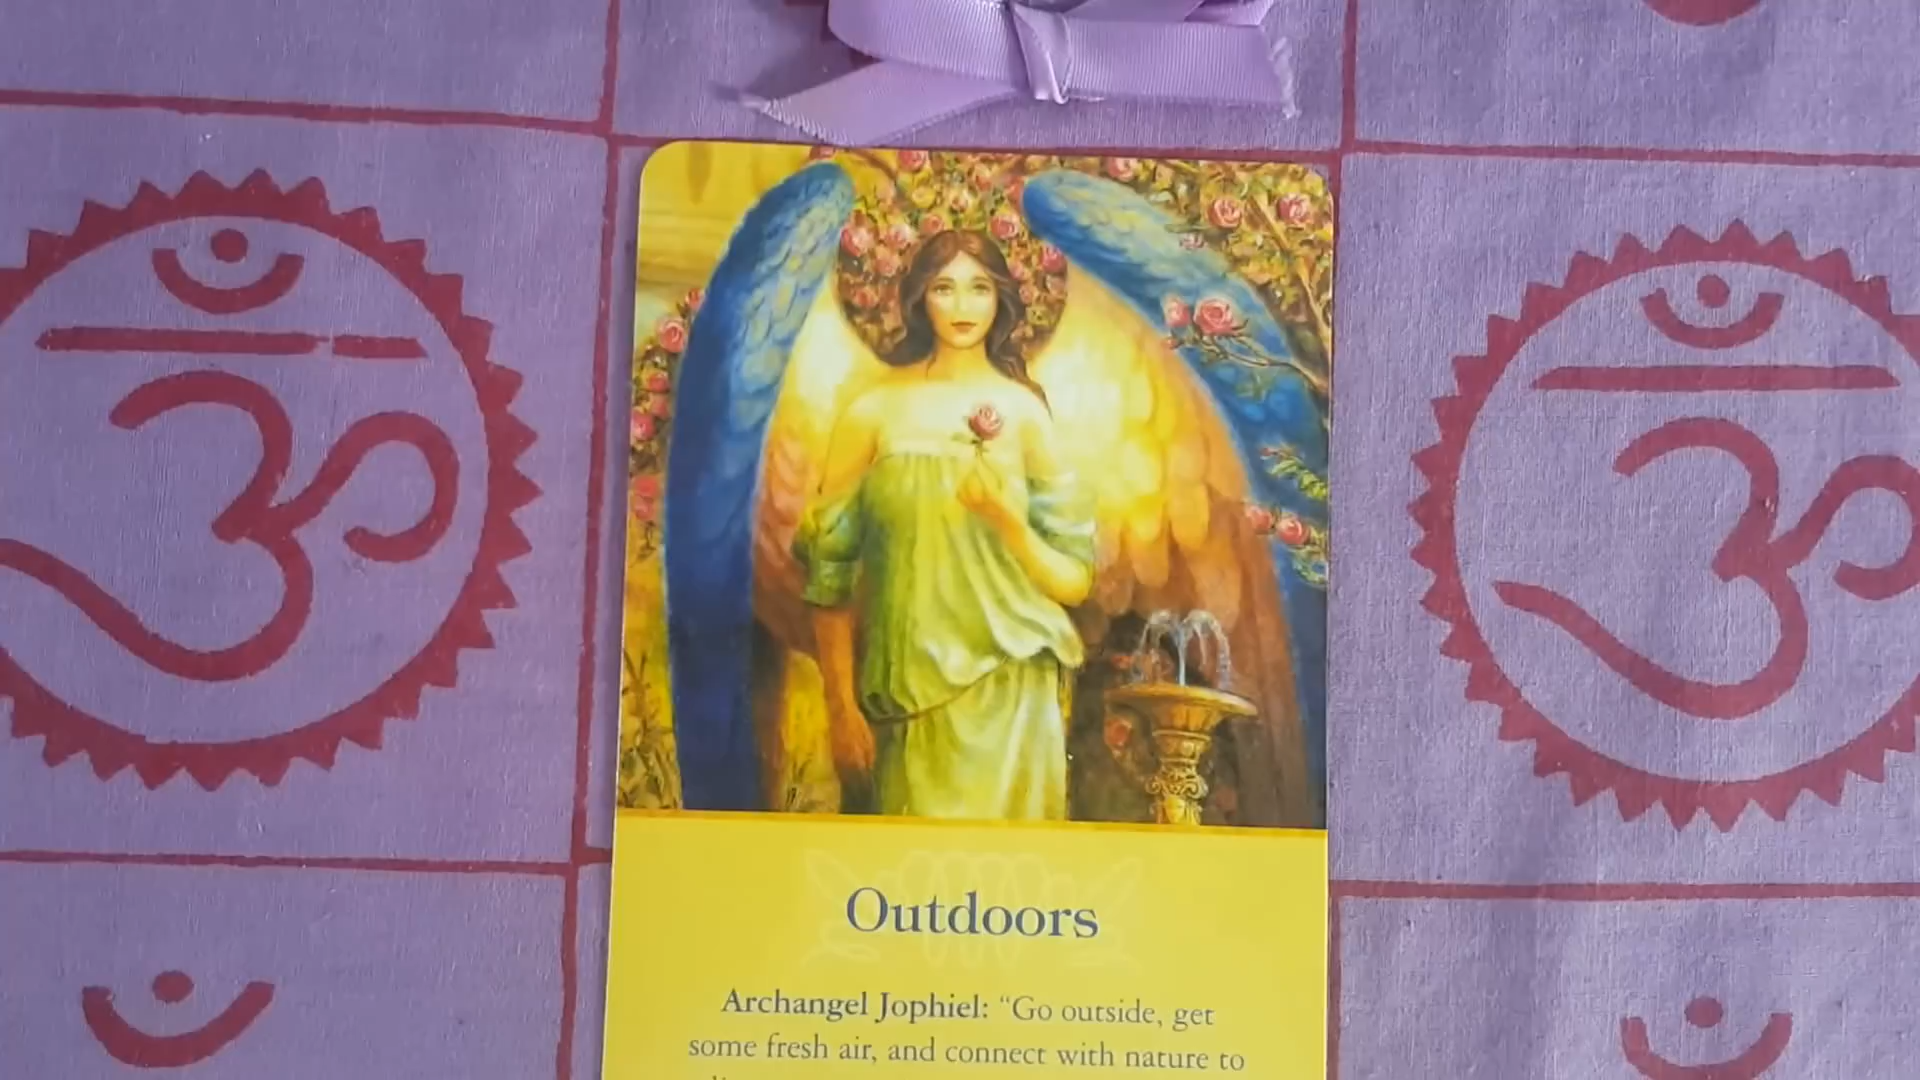 ॐ ॐ
Outdoors
Archangel Jophiel: “Go outside, get
some fresh air, and connect with nature to